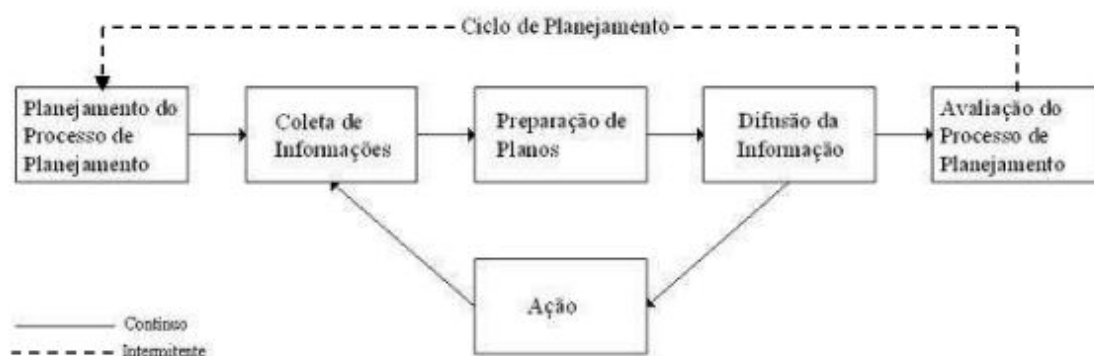 Ciclo de Planejamento
Planejamento do
Processo de
Planejamento
Coleta de
Informações
Preparação de
Planos
Difusão da
Informação
Avaliação do
Processo de
Planejamento
Ação
Continuo
Intermitente